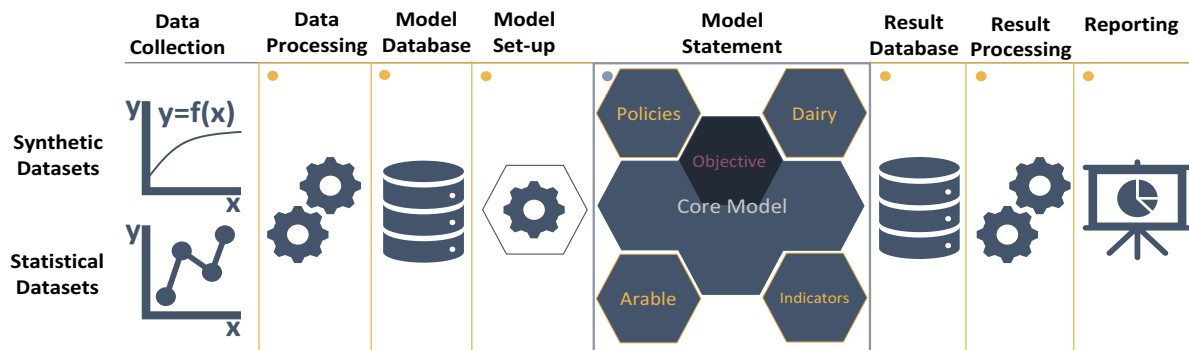 Data
Collection
Data
Processing
Model
Database
Model
Set-up
Model
Statement
Result
Database
Result
Processing
Reporting
Synthetic
Datasets
y
y=f(x)
x
Statistical
Datasets
y
x
Policies
Dairy
Objective
Core Model
Arable
Indicators